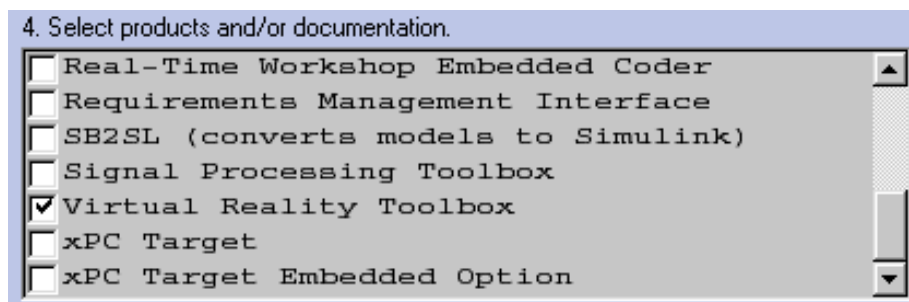 4. Select products and/or documentation.
Real-Time Workshop Embedded Coder
Requirements Management Interface
SB2SL (converts models to Simulink)
Signal Processing Toolbox
Virtual Reality Toolbox
xPC Target
xPC Target Embedded Option